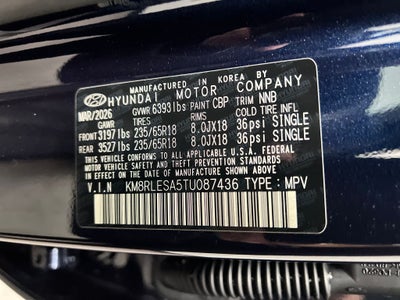 MANUFACTURED IN KOREA BY
HYUNDAI MOTOR COMPANY
MAR/2026 GVWR 6393lbs PAINT CBP TRIM NNB
GAWR TIRES RIMS COLD TIRE INFL
FRONT 3197lbs 235/65R18 8.0JX18 36psi SINGLE
REAR 3527lbs 235/65R18 8.0JX18 36psi SINGLE
THIS VEHICLE CONFORMS TO ALL APPLICABLE FEDERAL
MOTOR VEHICLE SAFETY AND THEFT PREVENTION STANDARDS
IN EFFECT ON THE DATE OF MANUFACTURE SHOWN ABOVE.
V.I.N KM8RLESA5TU087436 TYPE : MPV